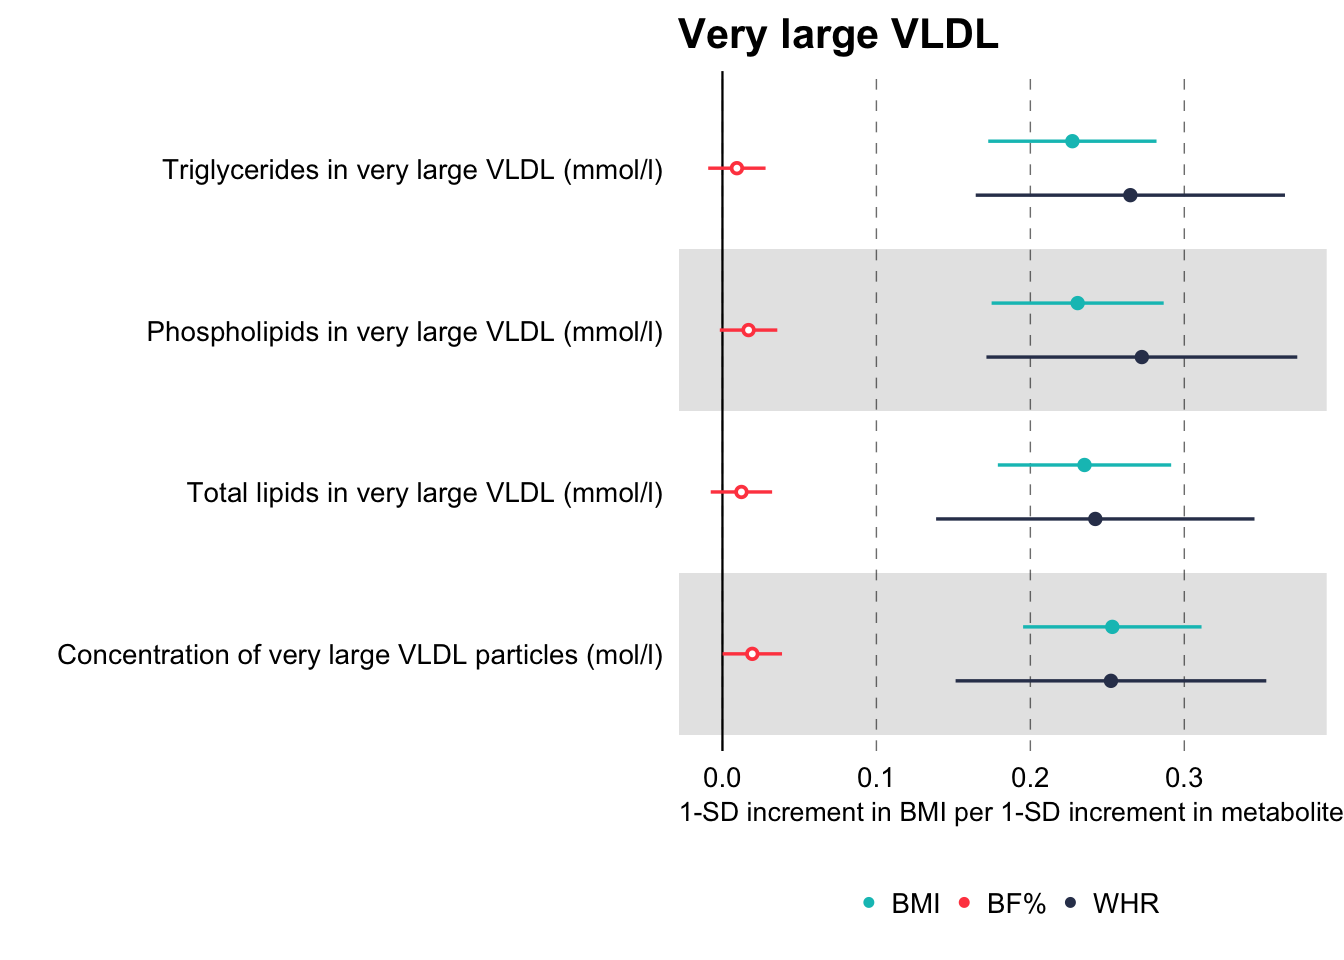 Very large VLDL
Triglycerides in very large VLDL (mmol/l)
Phospholipids in very large VLDL (mmol/l)
Total lipids in very large VLDL (mmol/l)
Concentration of very large VLDL particles (mol/l)
0.0 0.1 0.2 0.3
1-SD increment in BMI per 1-SD increment in metabolite
BMI BF% WHR